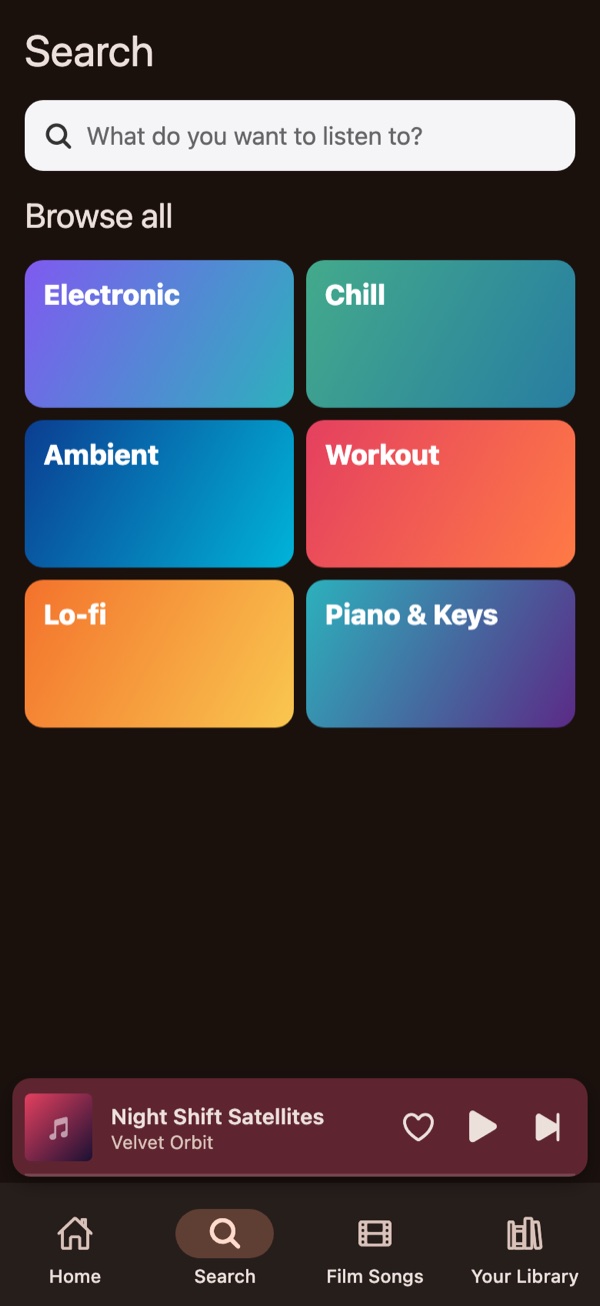 Search
What do you want to listen to?
Browse all
Electronic
Chill
Ambient
Workout
Lo-fi
Piano & Keys
Night Shift Satellites
Velvet Orbit
Home
Search
Film Songs
Your Library